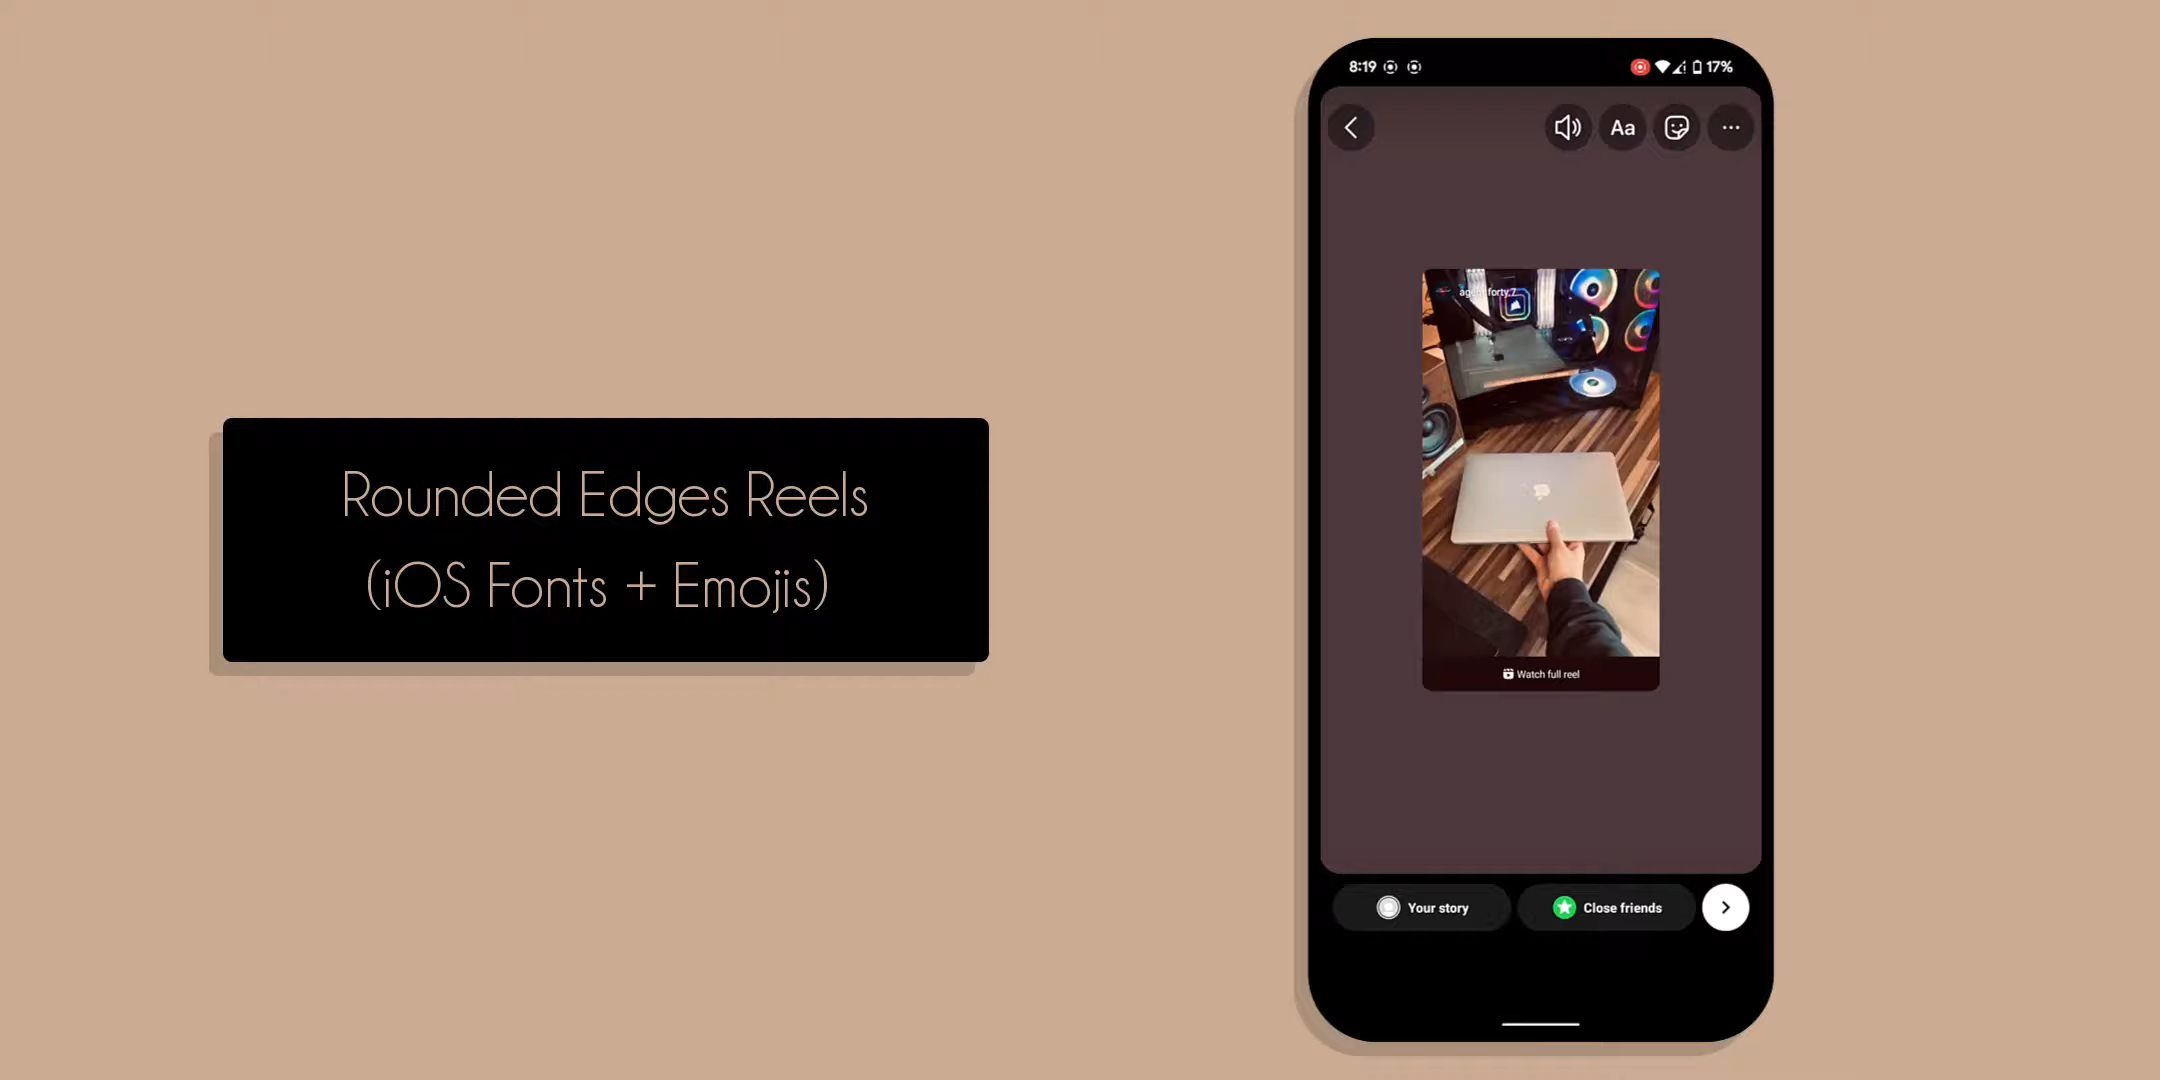 Rounded Edges Reels
(iOS Fonts + Emojis)
8:19
17%
Aa
Watch full reel
Your story
Close friends